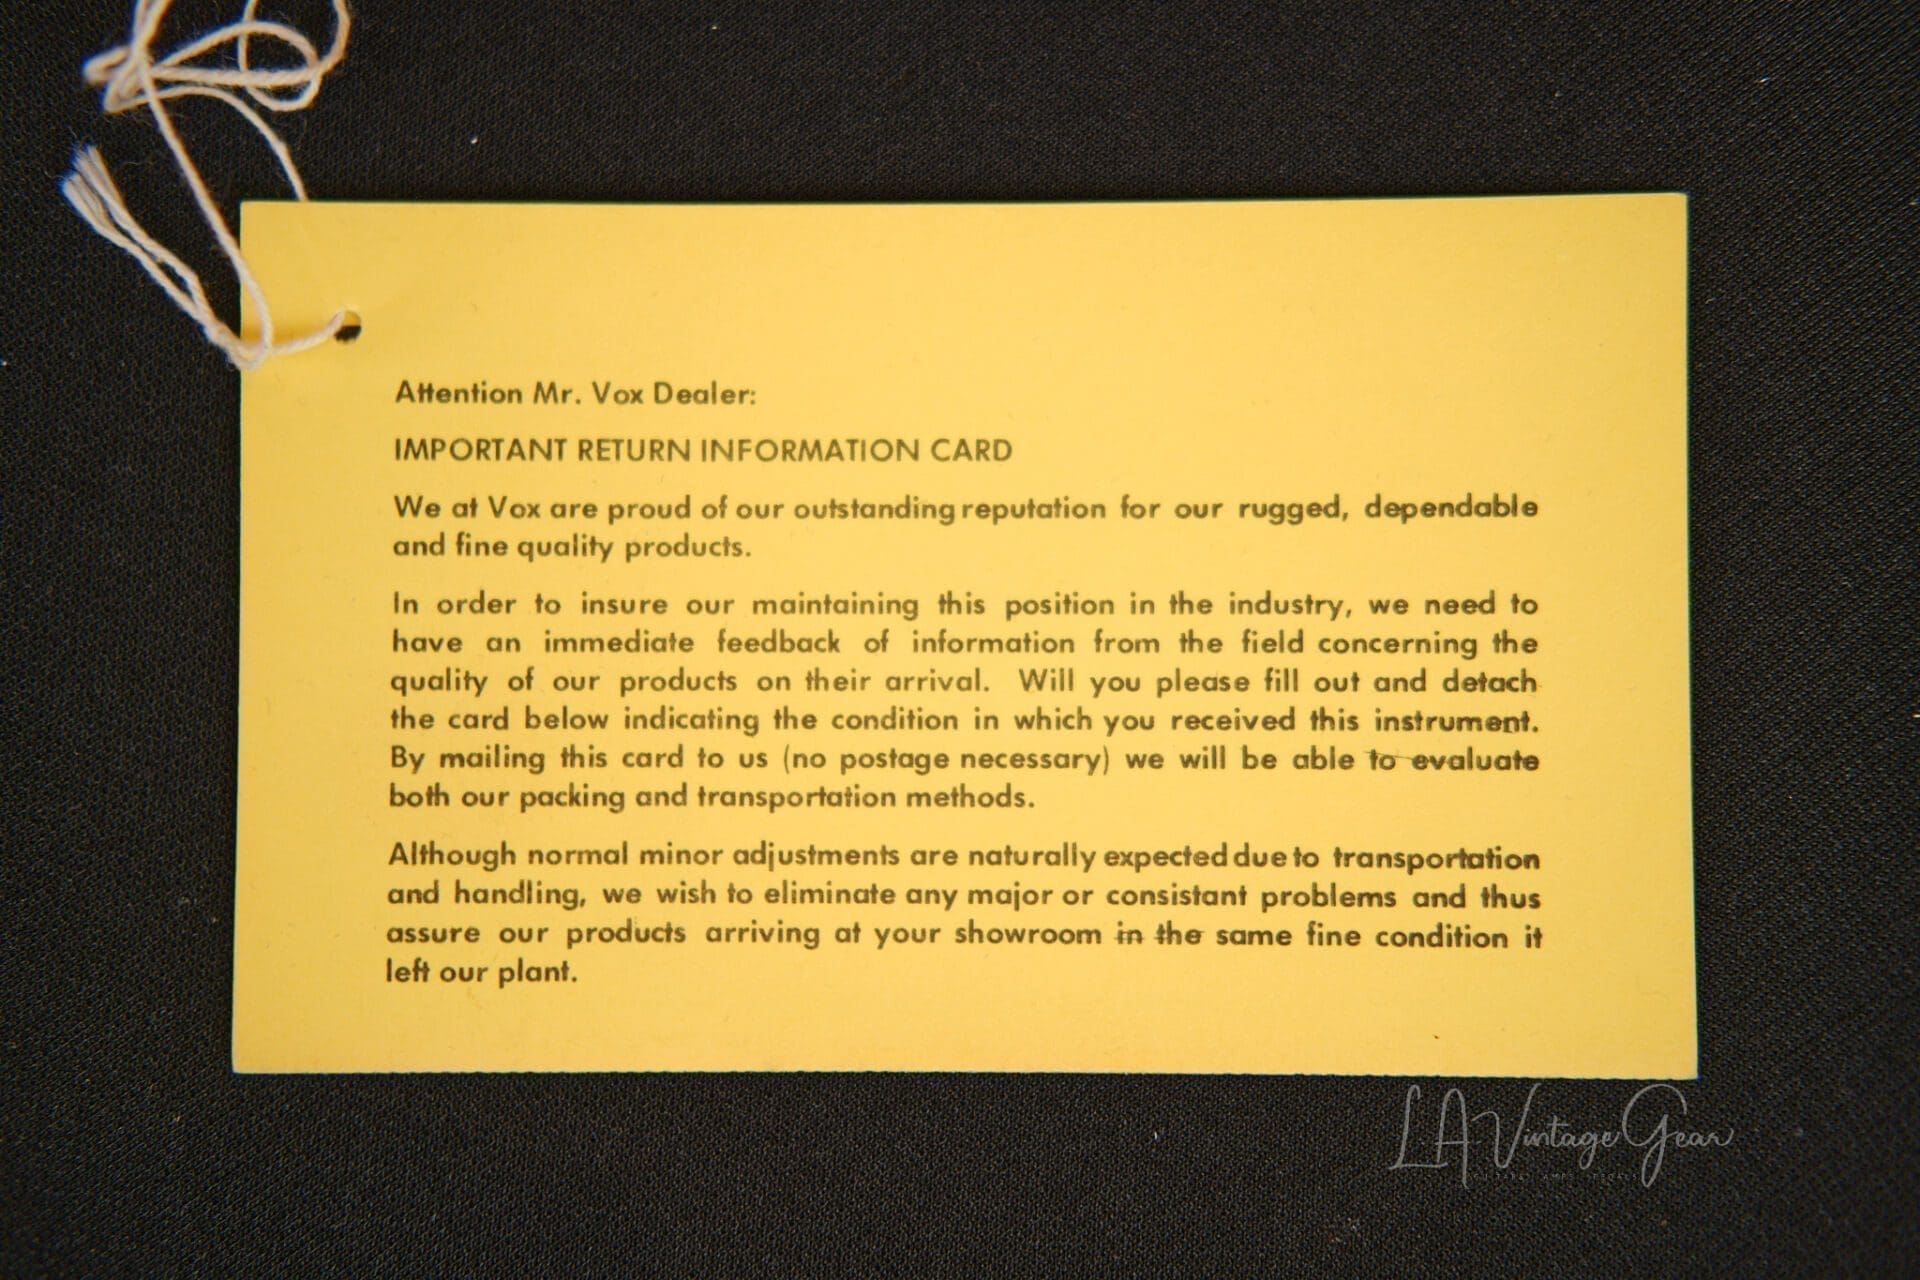 Attention Mr. Vox Dealer:
IMPORTANT RETURN INFORMATION CARD
We at Vox are proud of our outstanding reputation for our rugged, dependable
and fine quality products.
In order to insure our maintaining this position in the industry, we need to
have an immediate feedback of information from the field concerning the
quality of our products on their arrival. Will you please fill out and detach
the card below indicating the condition in which you received this instrument.
By mailing this card to us (no postage necessary) we will be able to evaluate
both our packing and transportation methods.
Although normal minor adjustments are naturally expected due to transportation
and handling, we wish to eliminate any major or consistant problems and thus
assure our products arriving at your showroom in the same fine condition it
left our plant.
LA Vintage Gear